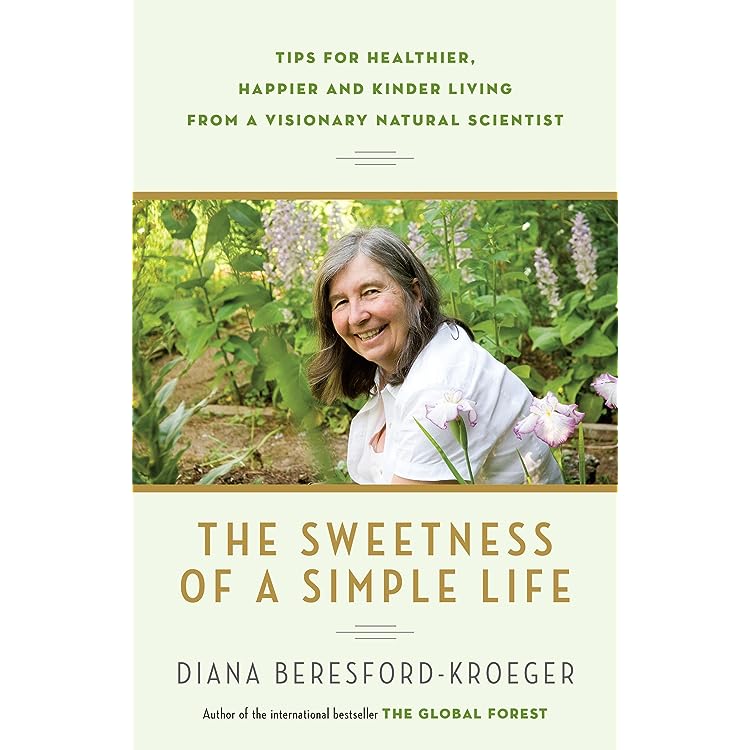 TIPS FOR HEALTHIER,
HAPPIER AND KINDER LIVING
FROM A VISIONARY NATURAL SCIENTIST
THE SWEETNESS
OF A SIMPLE LIFE
DIANA BERESFORD-KROEGER
Author of the international bestseller THE GLOBAL FOREST